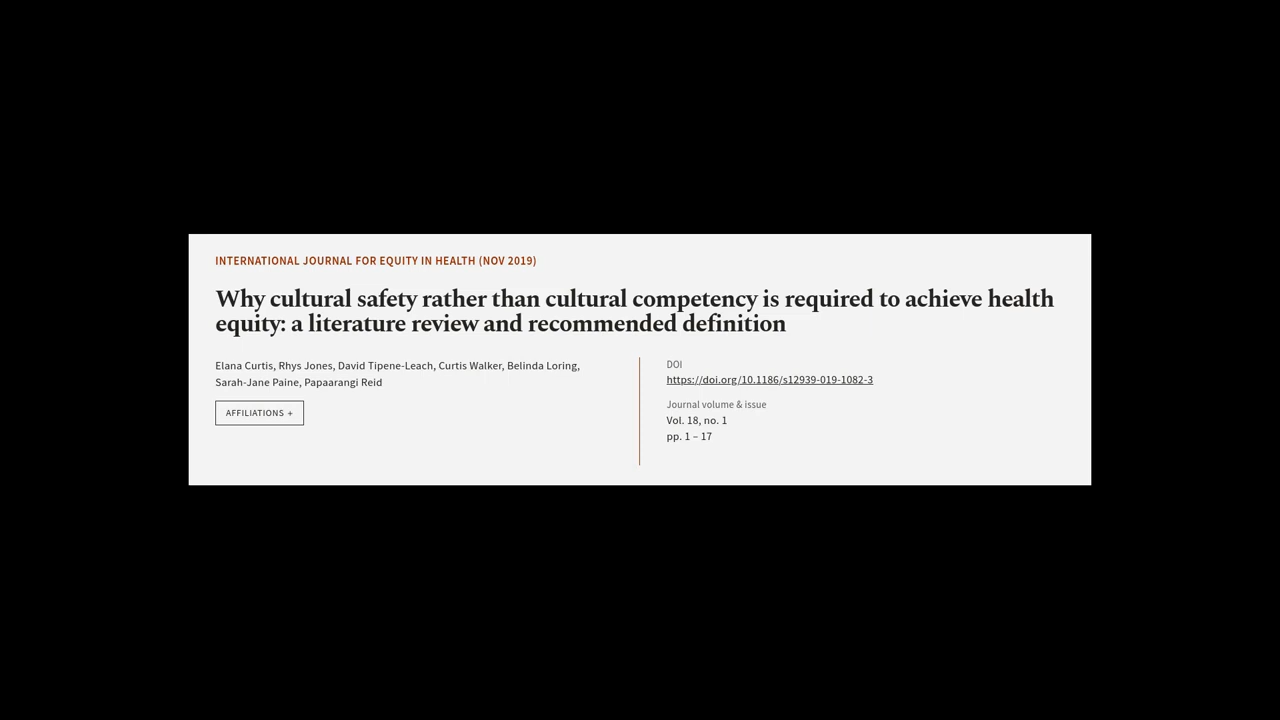 INTERNATIONAL JOURNAL FOR EQUITY IN HEALTH (NOV 2019)
Why cultural safety rather than cultural competency is required to achieve health
equity: a literature review and recommended definition
Elana Curtis, Rhys Jones, David Tipene-Leach, Curtis Walker, Belinda Loring,
Sarah-Jane Paine, Papaarangi Reid
AFFILIATIONS +
DOI
https://doi.org/10.1186/s12939-019-1082-3
Journal volume & issue
Vol. 18, no. 1
pp. 1 – 17